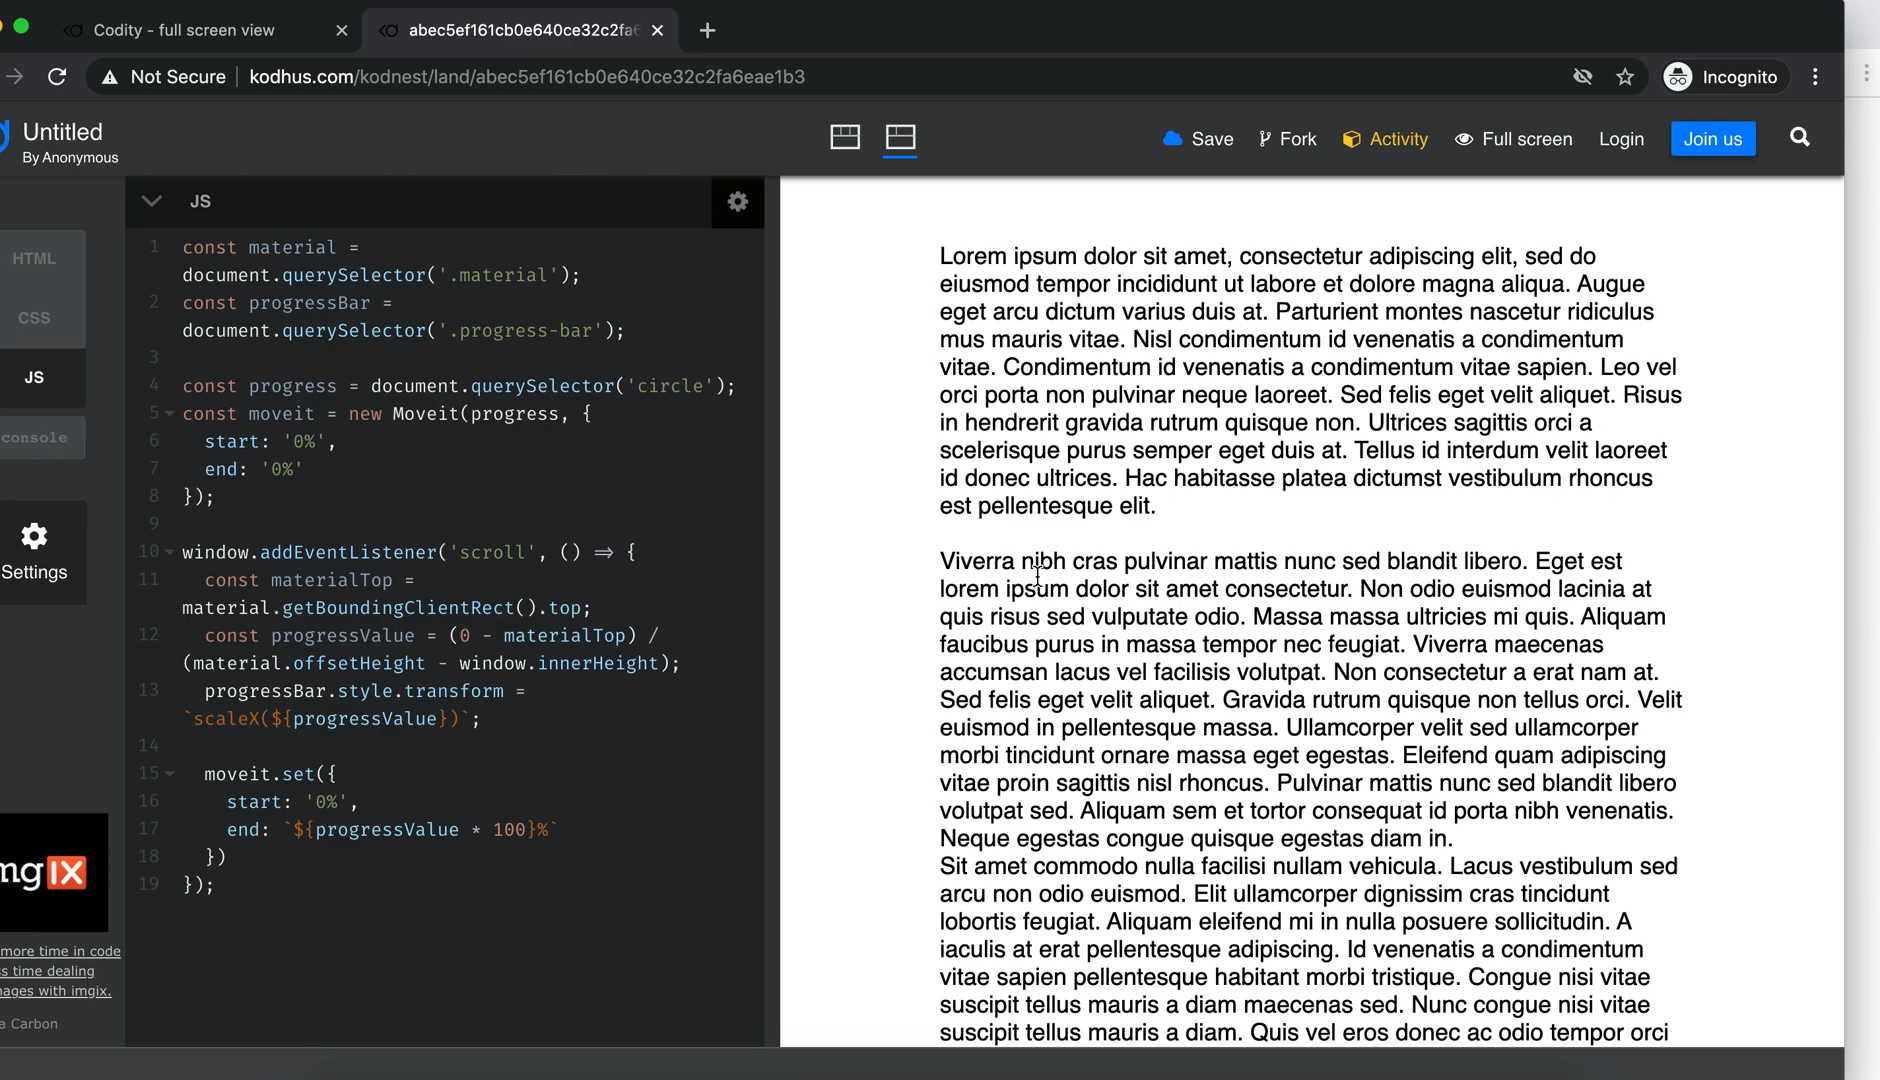 Codity - full screen view
abec5ef161cb0e640ce32c2fa6
Not Secure
kodhus.com/kodnest/land/abec5ef161cb0e640ce32c2fa6eae1b3
Incognito
Untitled
By Anonymous
Save
Fork
Activity
Full screen
Login
Join us
HTML
CSS
JS
console
Settings
mgIX
more time in code
s time dealing
ages with imgix.
a Carbon
JS
1 const material =
document.querySelector('.material');
2 const progressBar =
document.querySelector('.progress-bar');
3
4 const progress = document.querySelector('circle');
5 const moveit = new Moveit(progress, {
6 start: '0%',
7 end: '0%'
8 });
9
10 window.addEventListener('scroll', () => {
11 const materialTop =
material.getBoundingClientRect().top;
12 const progressValue = (0 - materialTop) /
(material.offsetHeight - window.innerHeight);
13 progressBar.style.transform =
`scaleX(${progressValue})`;
14
15 moveit.set({
16 start: '0%',
17 end: `${progressValue * 100}%`
18 })
19 });
Lorem ipsum dolor sit amet, consectetur adipiscing elit, sed do
eiusmod tempor incididunt ut labore et dolore magna aliqua. Augue
eget arcu dictum varius duis at. Parturient montes nascetur ridiculus
mus mauris vitae. Nisl condimentum id venenatis a condimentum
vitae. Condimentum id venenatis a condimentum vitae sapien. Leo vel
orci porta non pulvinar neque laoreet. Sed felis eget velit aliquet. Risus
in hendrerit gravida rutrum quisque non. Ultrices sagittis orci a
scelerisque purus semper eget duis at. Tellus id interdum velit laoreet
id donec ultrices. Hac habitasse platea dictumst vestibulum rhoncus
est pellentesque elit.
Viverra nibh cras pulvinar mattis nunc sed blandit libero. Eget est
lorem ipsum dolor sit amet consectetur. Non odio euismod lacinia at
quis risus sed vulputate odio. Massa massa ultricies mi quis. Aliquam
faucibus purus in massa tempor nec feugiat. Viverra maecenas
accumsan lacus vel facilisis volutpat. Non consectetur a erat nam at.
Sed felis eget velit aliquet. Gravida rutrum quisque non tellus orci. Velit
euismod in pellentesque massa. Ullamcorper velit sed ullamcorper
morbi tincidunt ornare massa eget egestas. Eleifend quam adipiscing
vitae proin sagittis nisl rhoncus. Pulvinar mattis nunc sed blandit libero
volutpat sed. Aliquam sem et tortor consequat id porta nibh venenatis.
Neque egestas congue quisque egestas diam in.
Sit amet commodo nulla facilisi nullam vehicula. Lacus vestibulum sed
arcu non odio euismod. Elit ullamcorper dignissim cras tincidunt
lobortis feugiat. Aliquam eleifend mi in nulla posuere sollicitudin. A
iaculis at erat pellentesque adipiscing. Id venenatis a condimentum
vitae sapien pellentesque habitant morbi tristique. Congue nisi vitae
suscipit tellus mauris a diam maecenas sed. Nunc congue nisi vitae
suscipit tellus mauris a diam. Quis vel eros donec ac odio tempor orci